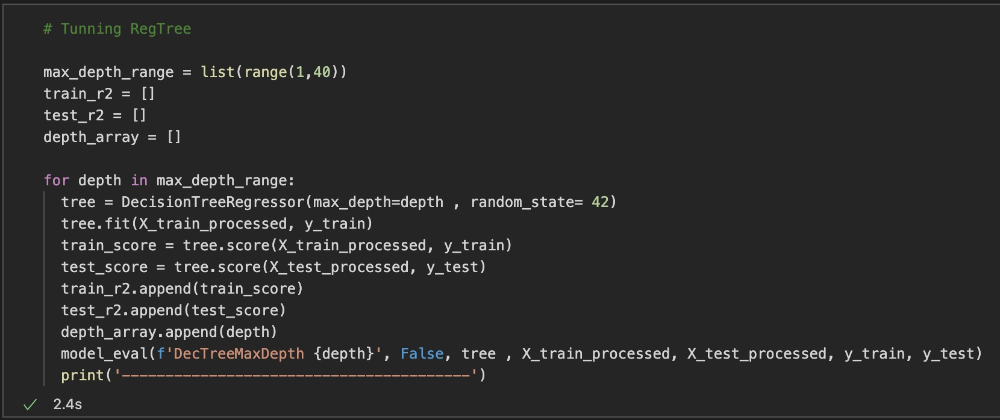 # Tunning RegTree
max_depth_range = list(range(1,40))
train_r2 = []
test_r2 = []
depth_array = []
for depth in max_depth_range:
tree = DecisionTreeRegressor(max_depth=depth , random_state= 42)
tree.fit(X_train_processed, y_train)
train_score = tree.score(X_train_processed, y_train)
test_score = tree.score(X_test_processed, y_test)
train_r2.append(train_score)
test_r2.append(test_score)
depth_array.append(depth)
model_eval(f'DecTreeMaxDepth {depth}', False, tree , X_train_processed, X_test_processed, y_train, y_test)
print('----------------------------------------')
2.4s